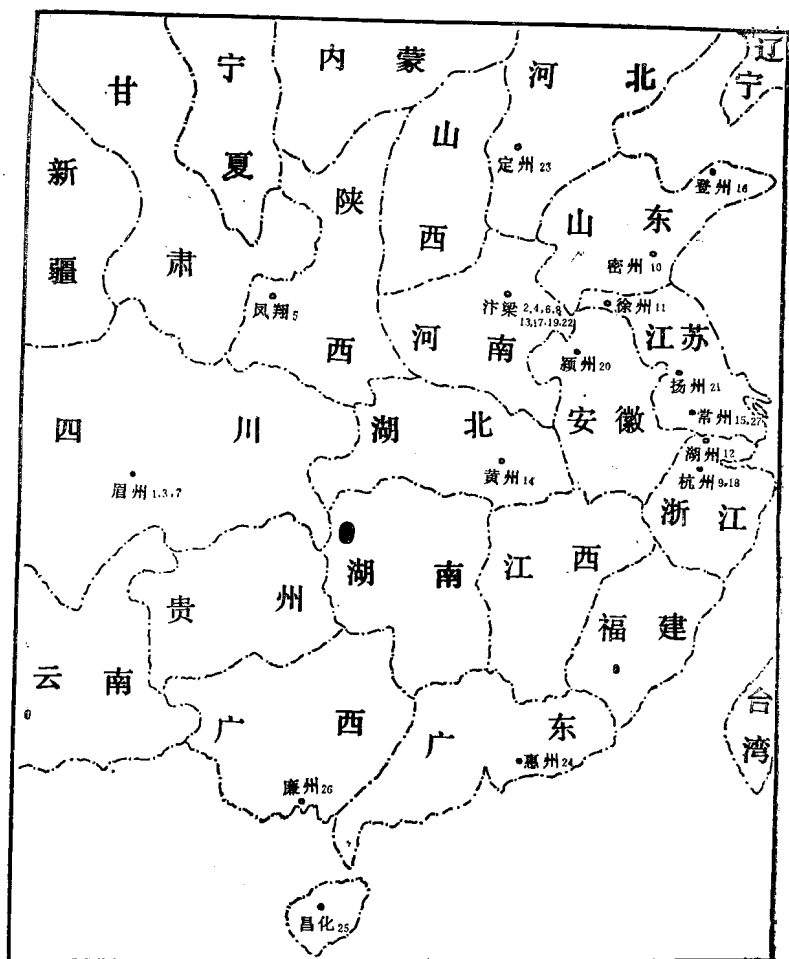 辽宁
内蒙
河北
甘肃
宁夏
山西
定州23
新疆
陕西
登州16
山东
密州10
凤翔5
汴梁 2,4,6,8
13,17,19,22
徐州11
河南
江苏
颍州20
扬州21
四川
湖北
安徽
常州15,27
湖州12
黄州14
杭州9,18
眉州1,3,7
浙江
湖南
江西
贵州
福建
云南
广西
广东
台湾
惠州24
廉州26
昌化25